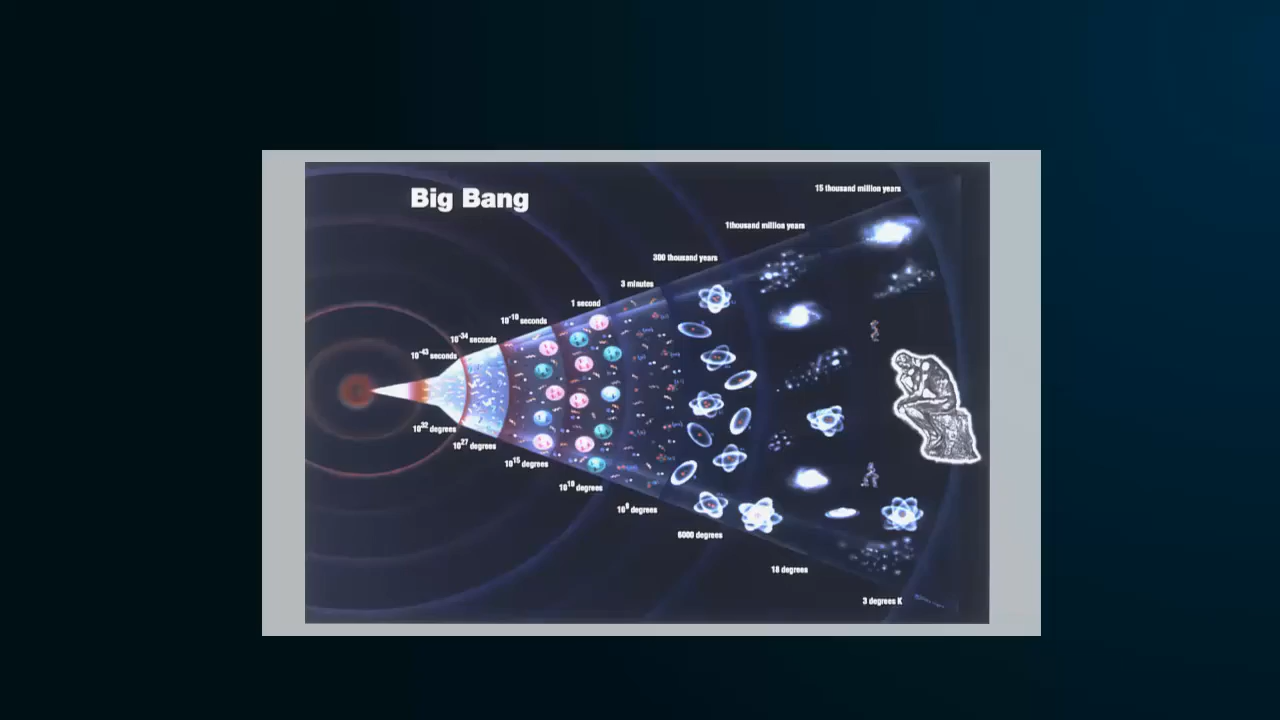 Big Bang
15 thousand million years
1thousand million years
300 thousand years
3 minutes
1 second
10⁻¹⁰ seconds
10⁻³⁴ seconds
10⁻⁴³ seconds
10³² degrees
10²⁷ degrees
10¹⁵ degrees
10¹⁰ degrees
10⁹ degrees
6000 degrees
18 degrees
3 degrees K